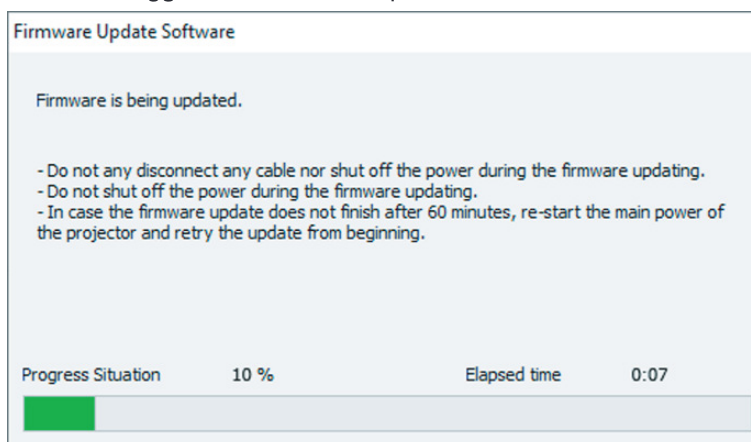 Firmware Update Software
Firmware is being updated.
- Do not any disconnect any cable nor shut off the power during the firmware updating.
- Do not shut off the power during the firmware updating.
- In case the firmware update does not finish after 60 minutes, re-start the main power of
the projector and retry the update from beginning.
Progress Situation 10 % Elapsed time 0:07